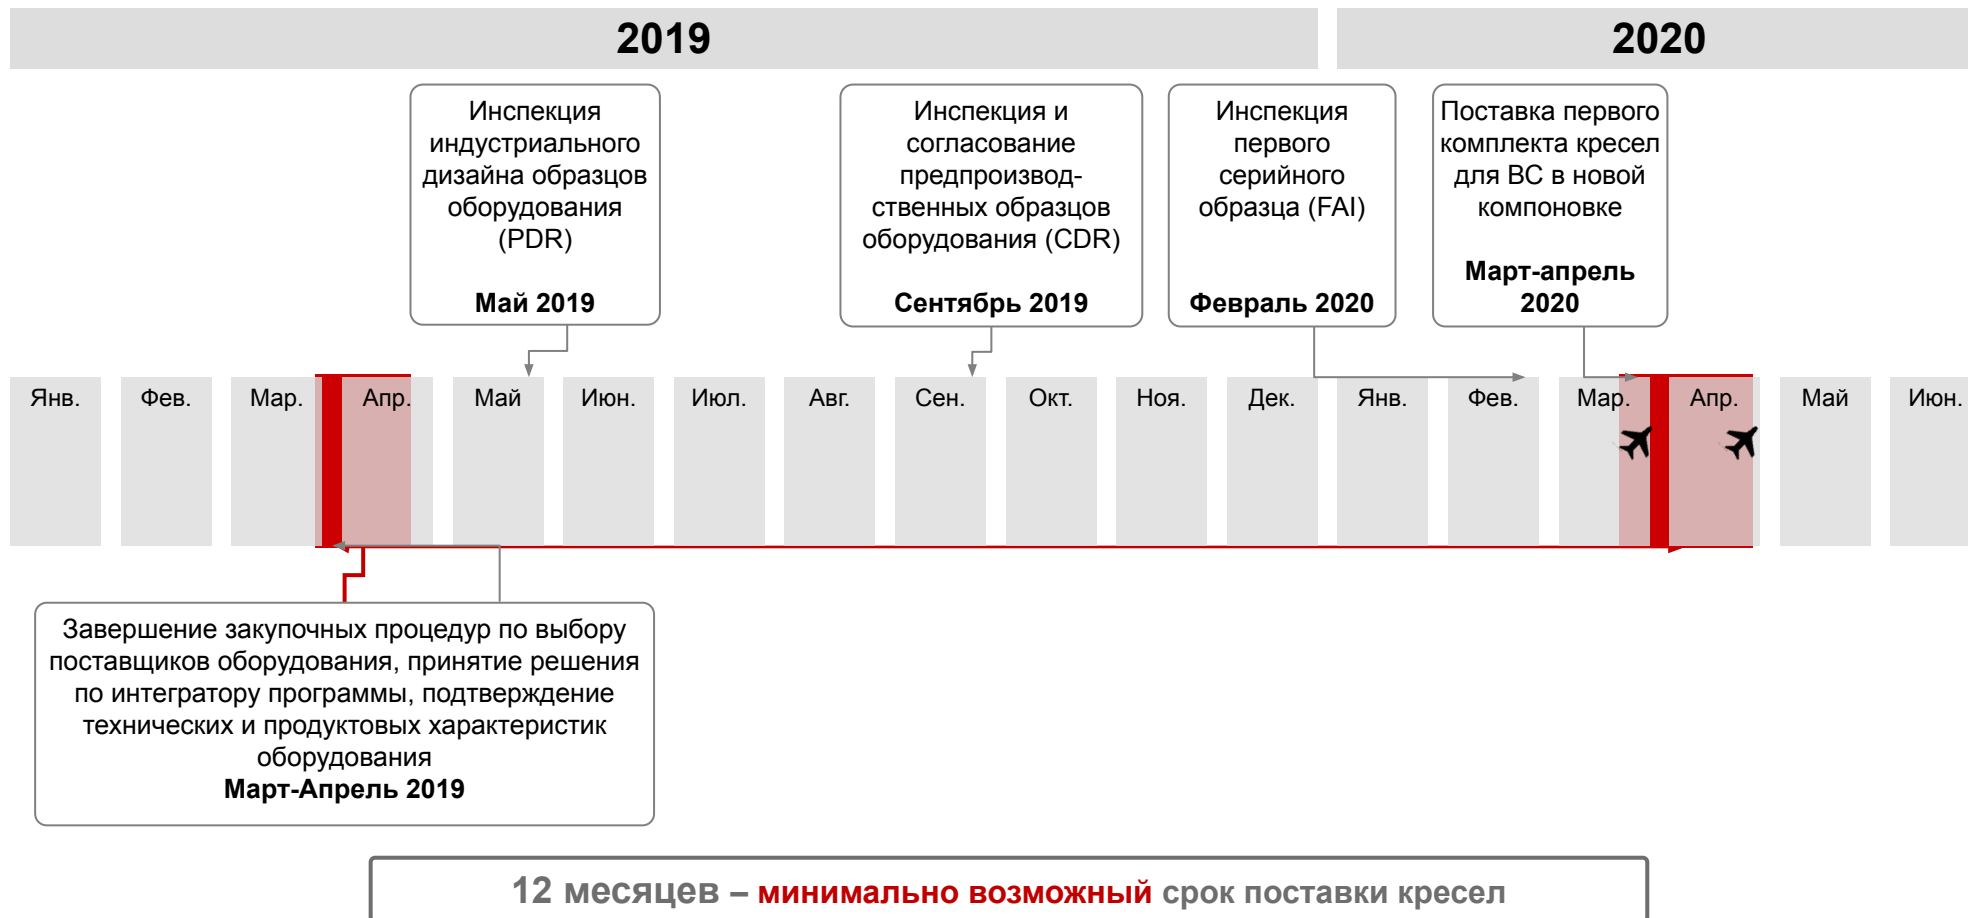 2019
2020
Инспекция
индустриального
дизайна образцов
оборудования
(PDR)
Май 2019
Инспекция и
согласование
предпроизвод-
ственных образцов
оборудования (CDR)
Сентябрь 2019
Инспекция
первого
серийного
образца (FAI)
Февраль 2020
Поставка первого
комплекта кресел
для ВС в новой
компоновке
Март-апрель
2020
Янв. Фев. Мар. Апр. Май Июн. Июл. Авг. Сен. Окт. Ноя. Дек. Янв. Фев. Мар. Апр. Май Июн.
Завершение закупочных процедур по выбору
поставщиков оборудования, принятие решения
по интегратору программы, подтверждение
технических и продуктовых характеристик
оборудования
Март-Апрель 2019
12 месяцев – минимально возможный срок поставки кресел